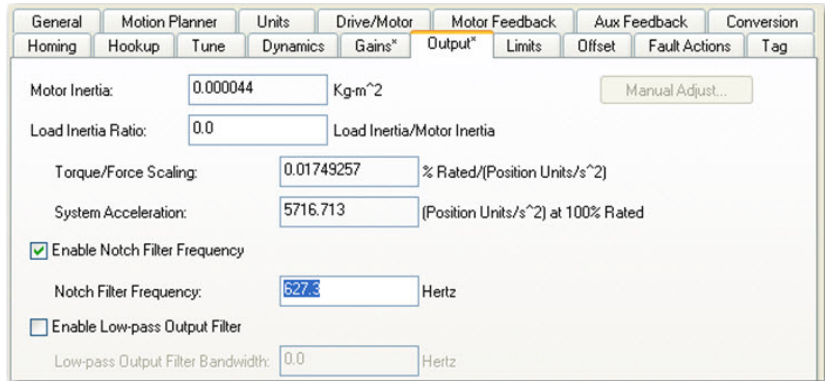 General Motion Planner Units Drive/Motor Motor Feedback Aux Feedback Conversion
Homing Hookup Tune Dynamics Gains* Output* Limits Offset Fault Actions Tag
Motor Inertia: 0.000044 Kg-m^2 Manual Adjust...
Load Inertia Ratio: 0.0 Load Inertia/Motor Inertia
Torque/Force Scaling: 0.01749257 % Rated/(Position Units/s^2)
System Acceleration: 5716.713 (Position Units/s^2) at 100% Rated
Enable Notch Filter Frequency
Notch Filter Frequency: 627.3 Hertz
Enable Low-pass Output Filter
Low-pass Output Filter Bandwidth: 0.0 Hertz